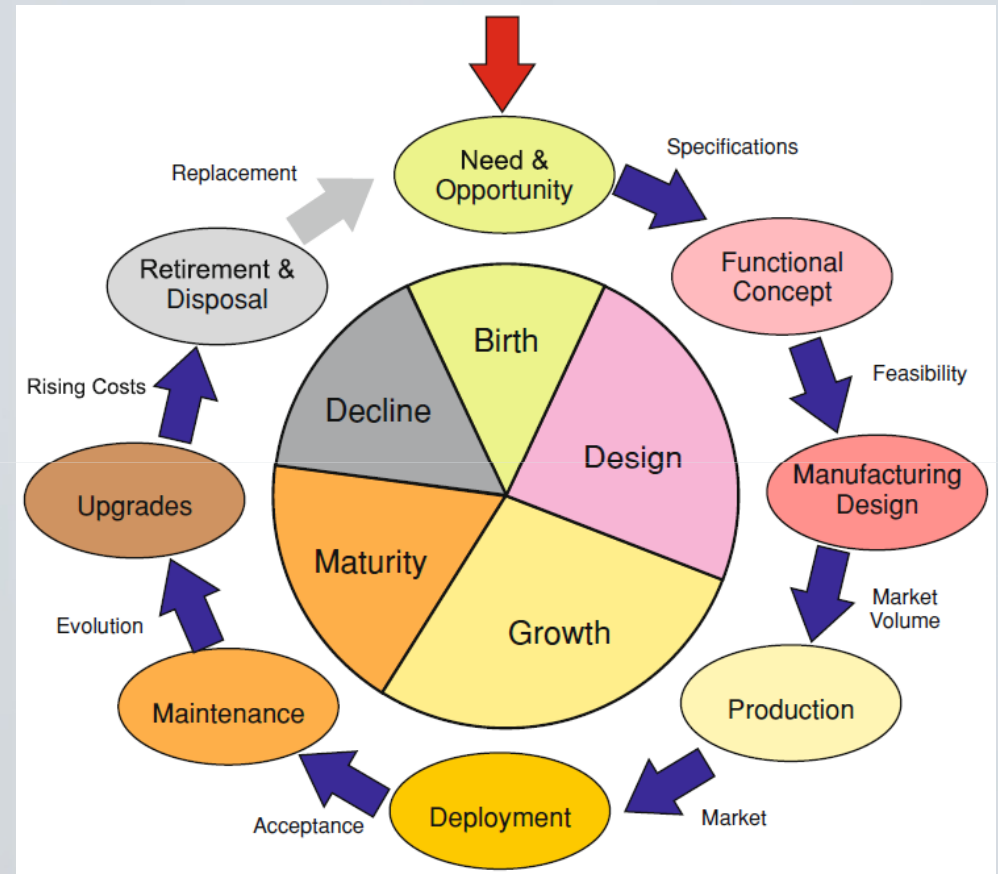 Need &
Opportunity
Specifications
Functional
Concept
Feasibility
Manufacturing
Design
Market
Volume
Production
Market
Deployment
Acceptance
Maintenance
Evolution
Upgrades
Rising Costs
Retirement &
Disposal
Replacement
Birth
Design
Growth
Maturity
Decline